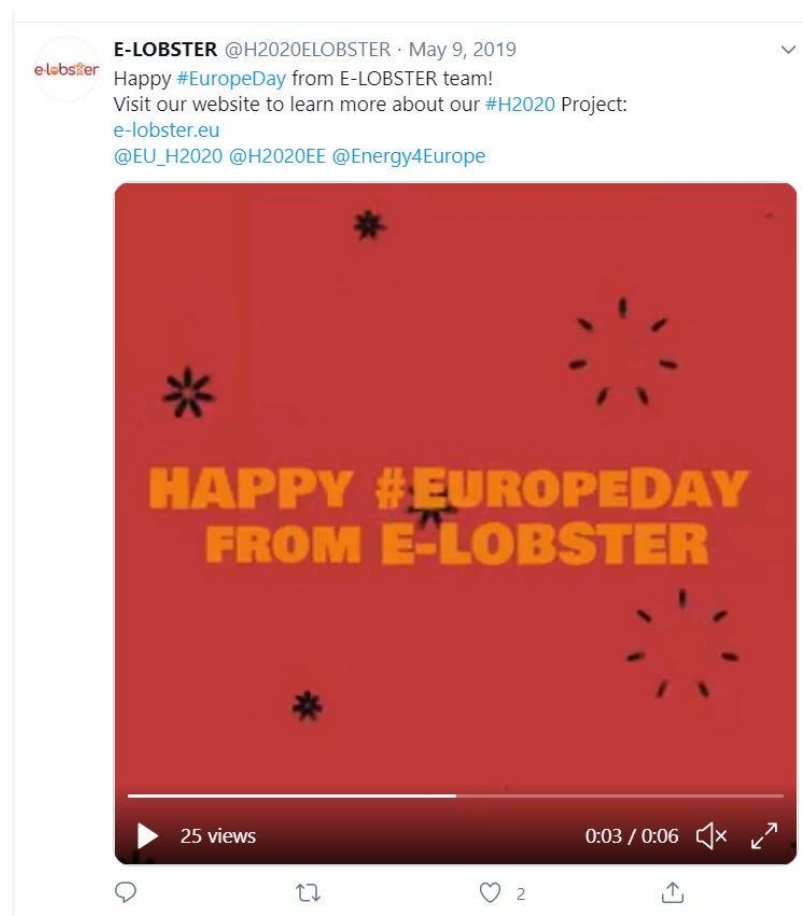 e-lobster
E-LOBSTER @H2020ELOBSTER · May 9, 2019
Happy #EuropeDay from E-LOBSTER team!
Visit our website to learn more about our #H2020 Project:
e-lobster.eu
@EU_H2020 @H2020EE @Energy4Europe
HAPPY #EUROPEDAY
FROM E-LOBSTER
25 views
0:03 / 0:06
2